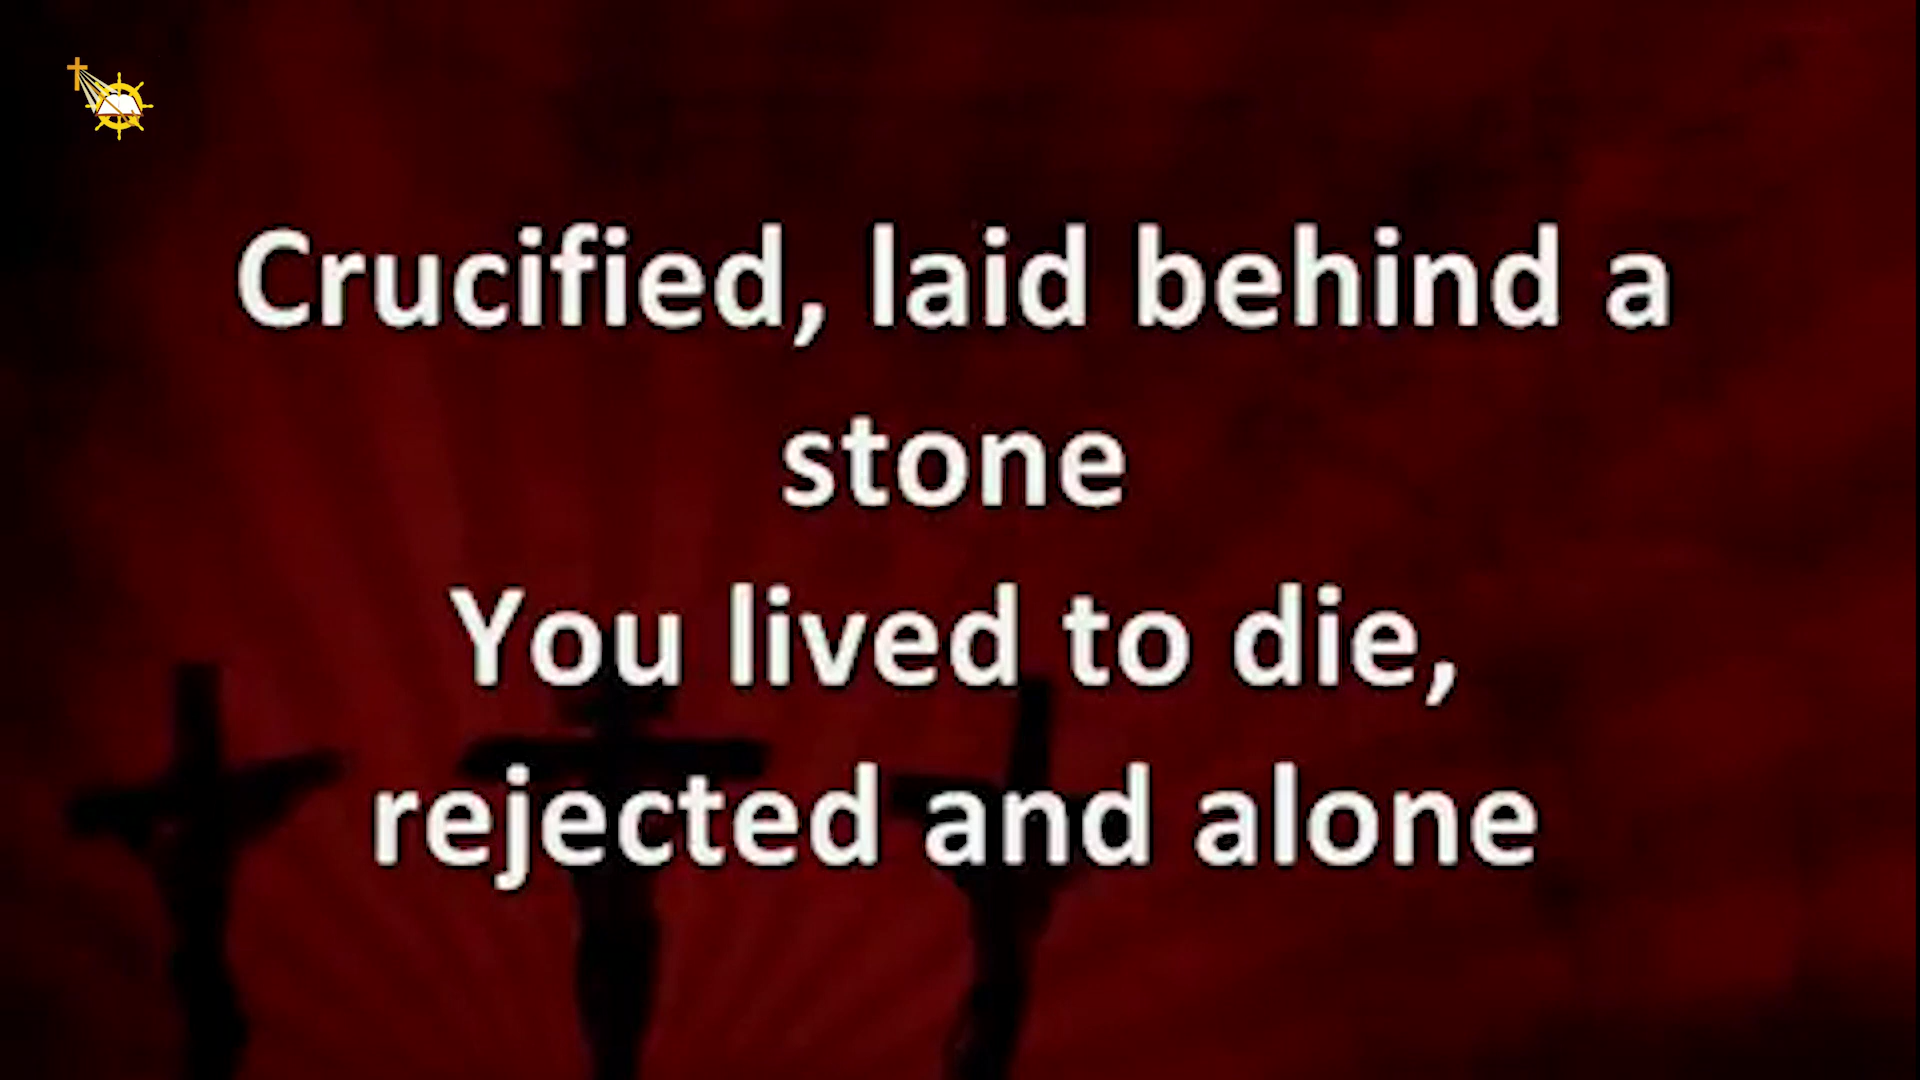 Crucified, laid behind a
stone
You lived to die,
rejected and alone